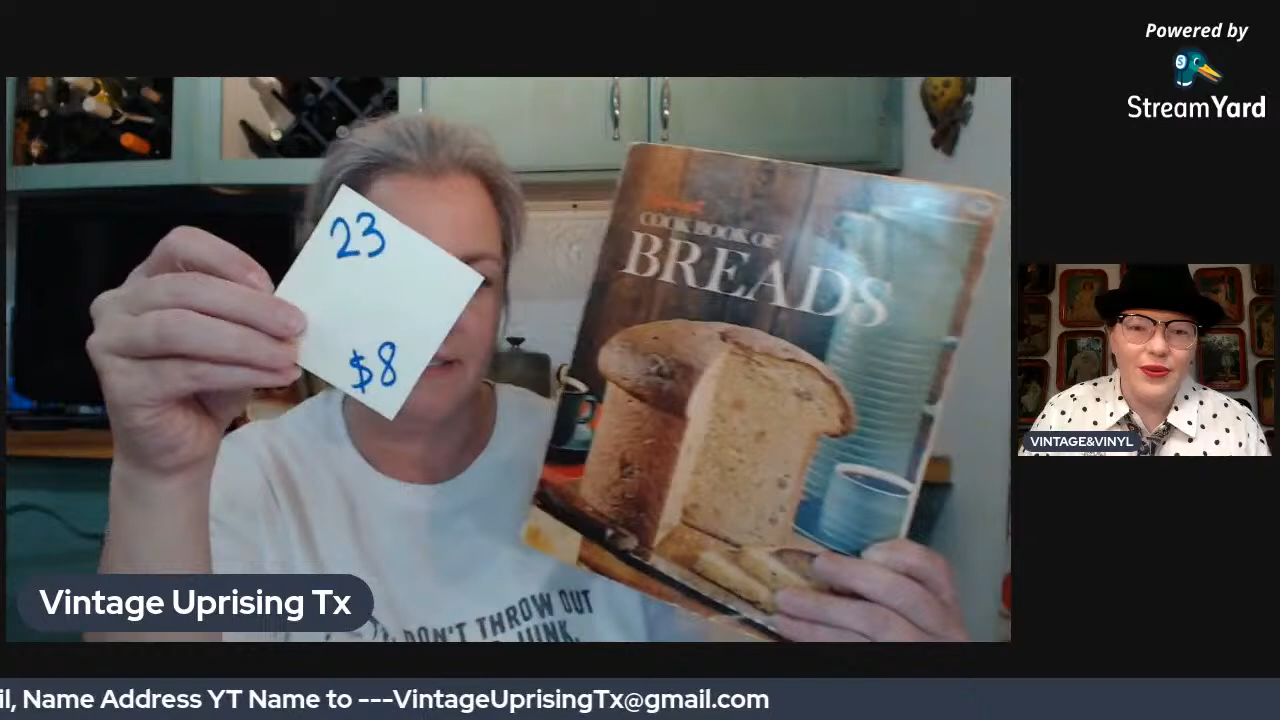 Powered by
StreamYard
23
$8
COOK BOOK OF
BREADS
VINTAGE&VINYL
Vintage Uprising Tx
DON'T THROW OUT
JUNK.
il, Name Address YT Name to ---VintageUprisingTx@gmail.com